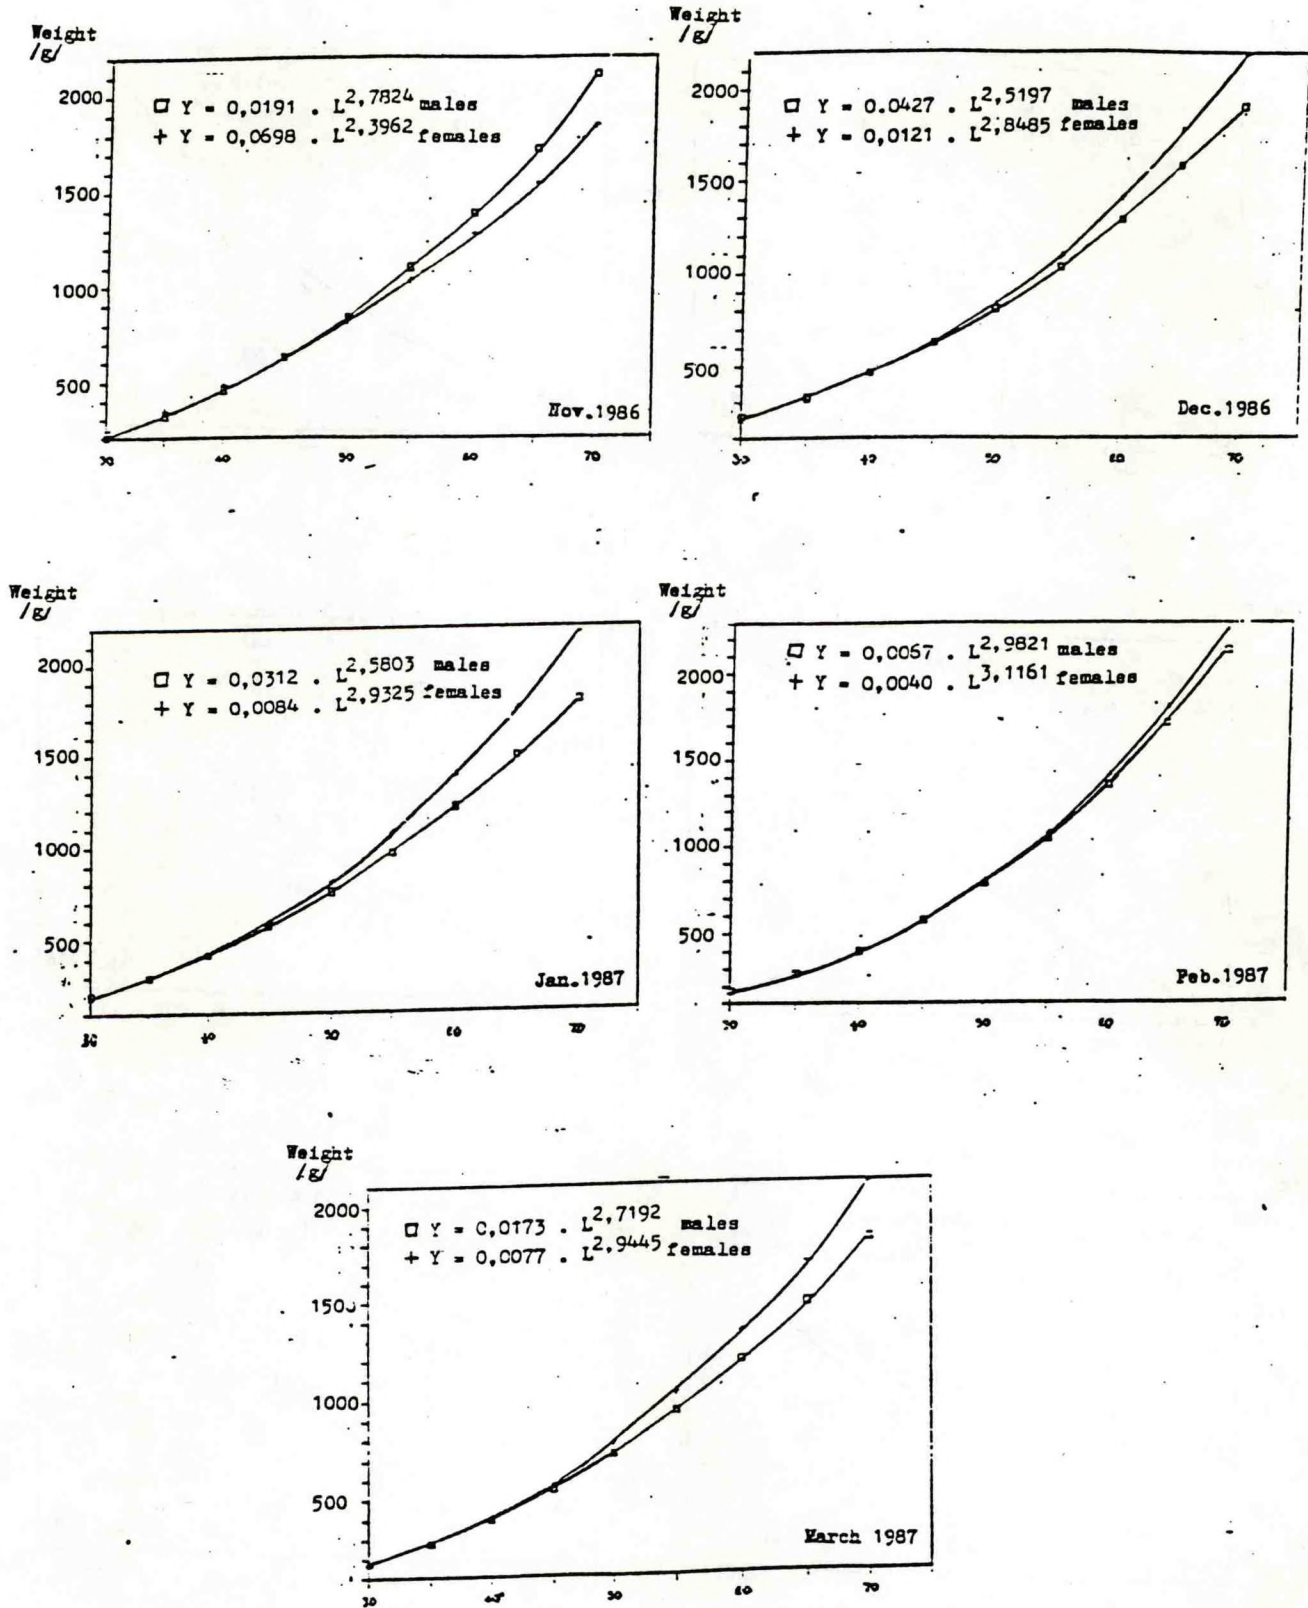 Weight
/g/
2000
1500
1000
500
□ Y = 0,0191 . L2,7824 males
+ Y = 0,0698 . L2,3962 females
Nov.1986
30 40 50 60 70
Weight
/g/
2000
1500
1000
500
□ Y = 0.0427 . L2,5197 males
+ Y = 0,0121 . L2,8485 females
Dec.1986
30 40 50 60 70
Weight
/g/
2000
1500
1000
500
□ Y = 0,0312 . L2,5803 males
+ Y = 0,0084 . L2,9325 females
Jan.1987
30 40 50 60 70
Weight
/g/
2000
1500
1000
500
□ Y = 0,0067 . L2,9821 males
+ Y = 0,0040 . L3,1161 females
Feb.1987
30 40 50 60 70
Weight
/g/
2000
1500
1000
500
□ Y = 0,0173 . L2,7192 males
+ Y = 0,0077 . L2,9445 females
March 1987
30 50 60 70